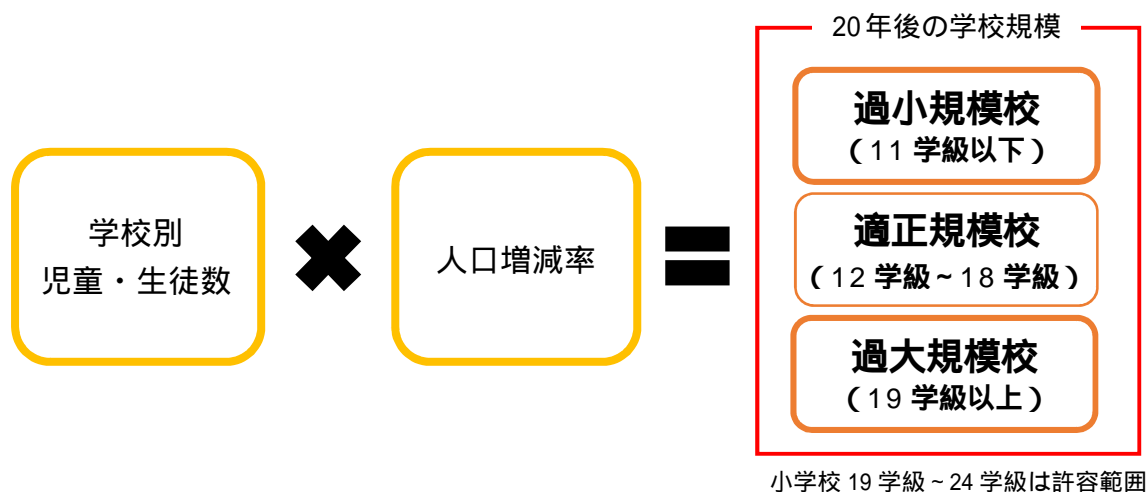 20年後の学校規模
過小規模校
(11 学級以下)
学校別
児童・生徒数
人口増減率
適正規模校
(12 学級~18 学級)
過大規模校
(19 学級以上)
小学校 19 学級~24 学級は許容範囲